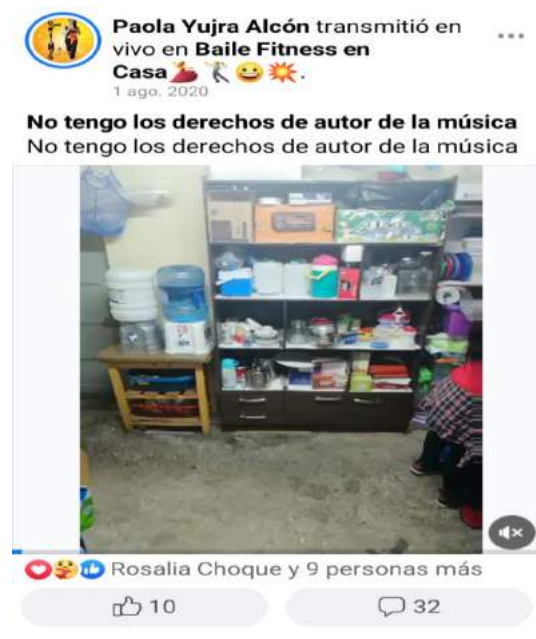 Paola Yujra Alcón transmitió en
vivo en Baile Fitness en
Casa💃🕺😀💥.
1 ago. 2020
No tengo los derechos de autor de la música
No tengo los derechos de autor de la música
Rosalia Choque y 9 personas más
10
32